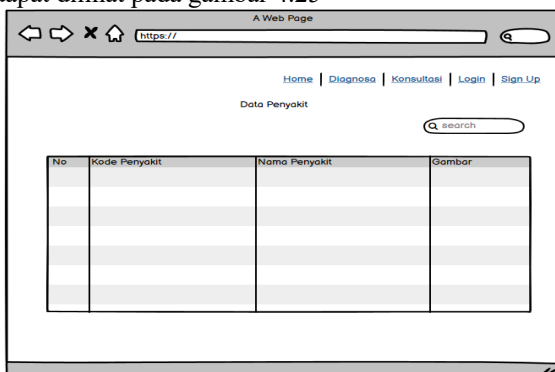 dapat dilihat pada gambar 4.25
A Web Page
https://
Home | Diagnosa | Konsultasi | Login | Sign Up
Data Penyakit
search
No Kode Penyakit Nama Penyakit Gambar